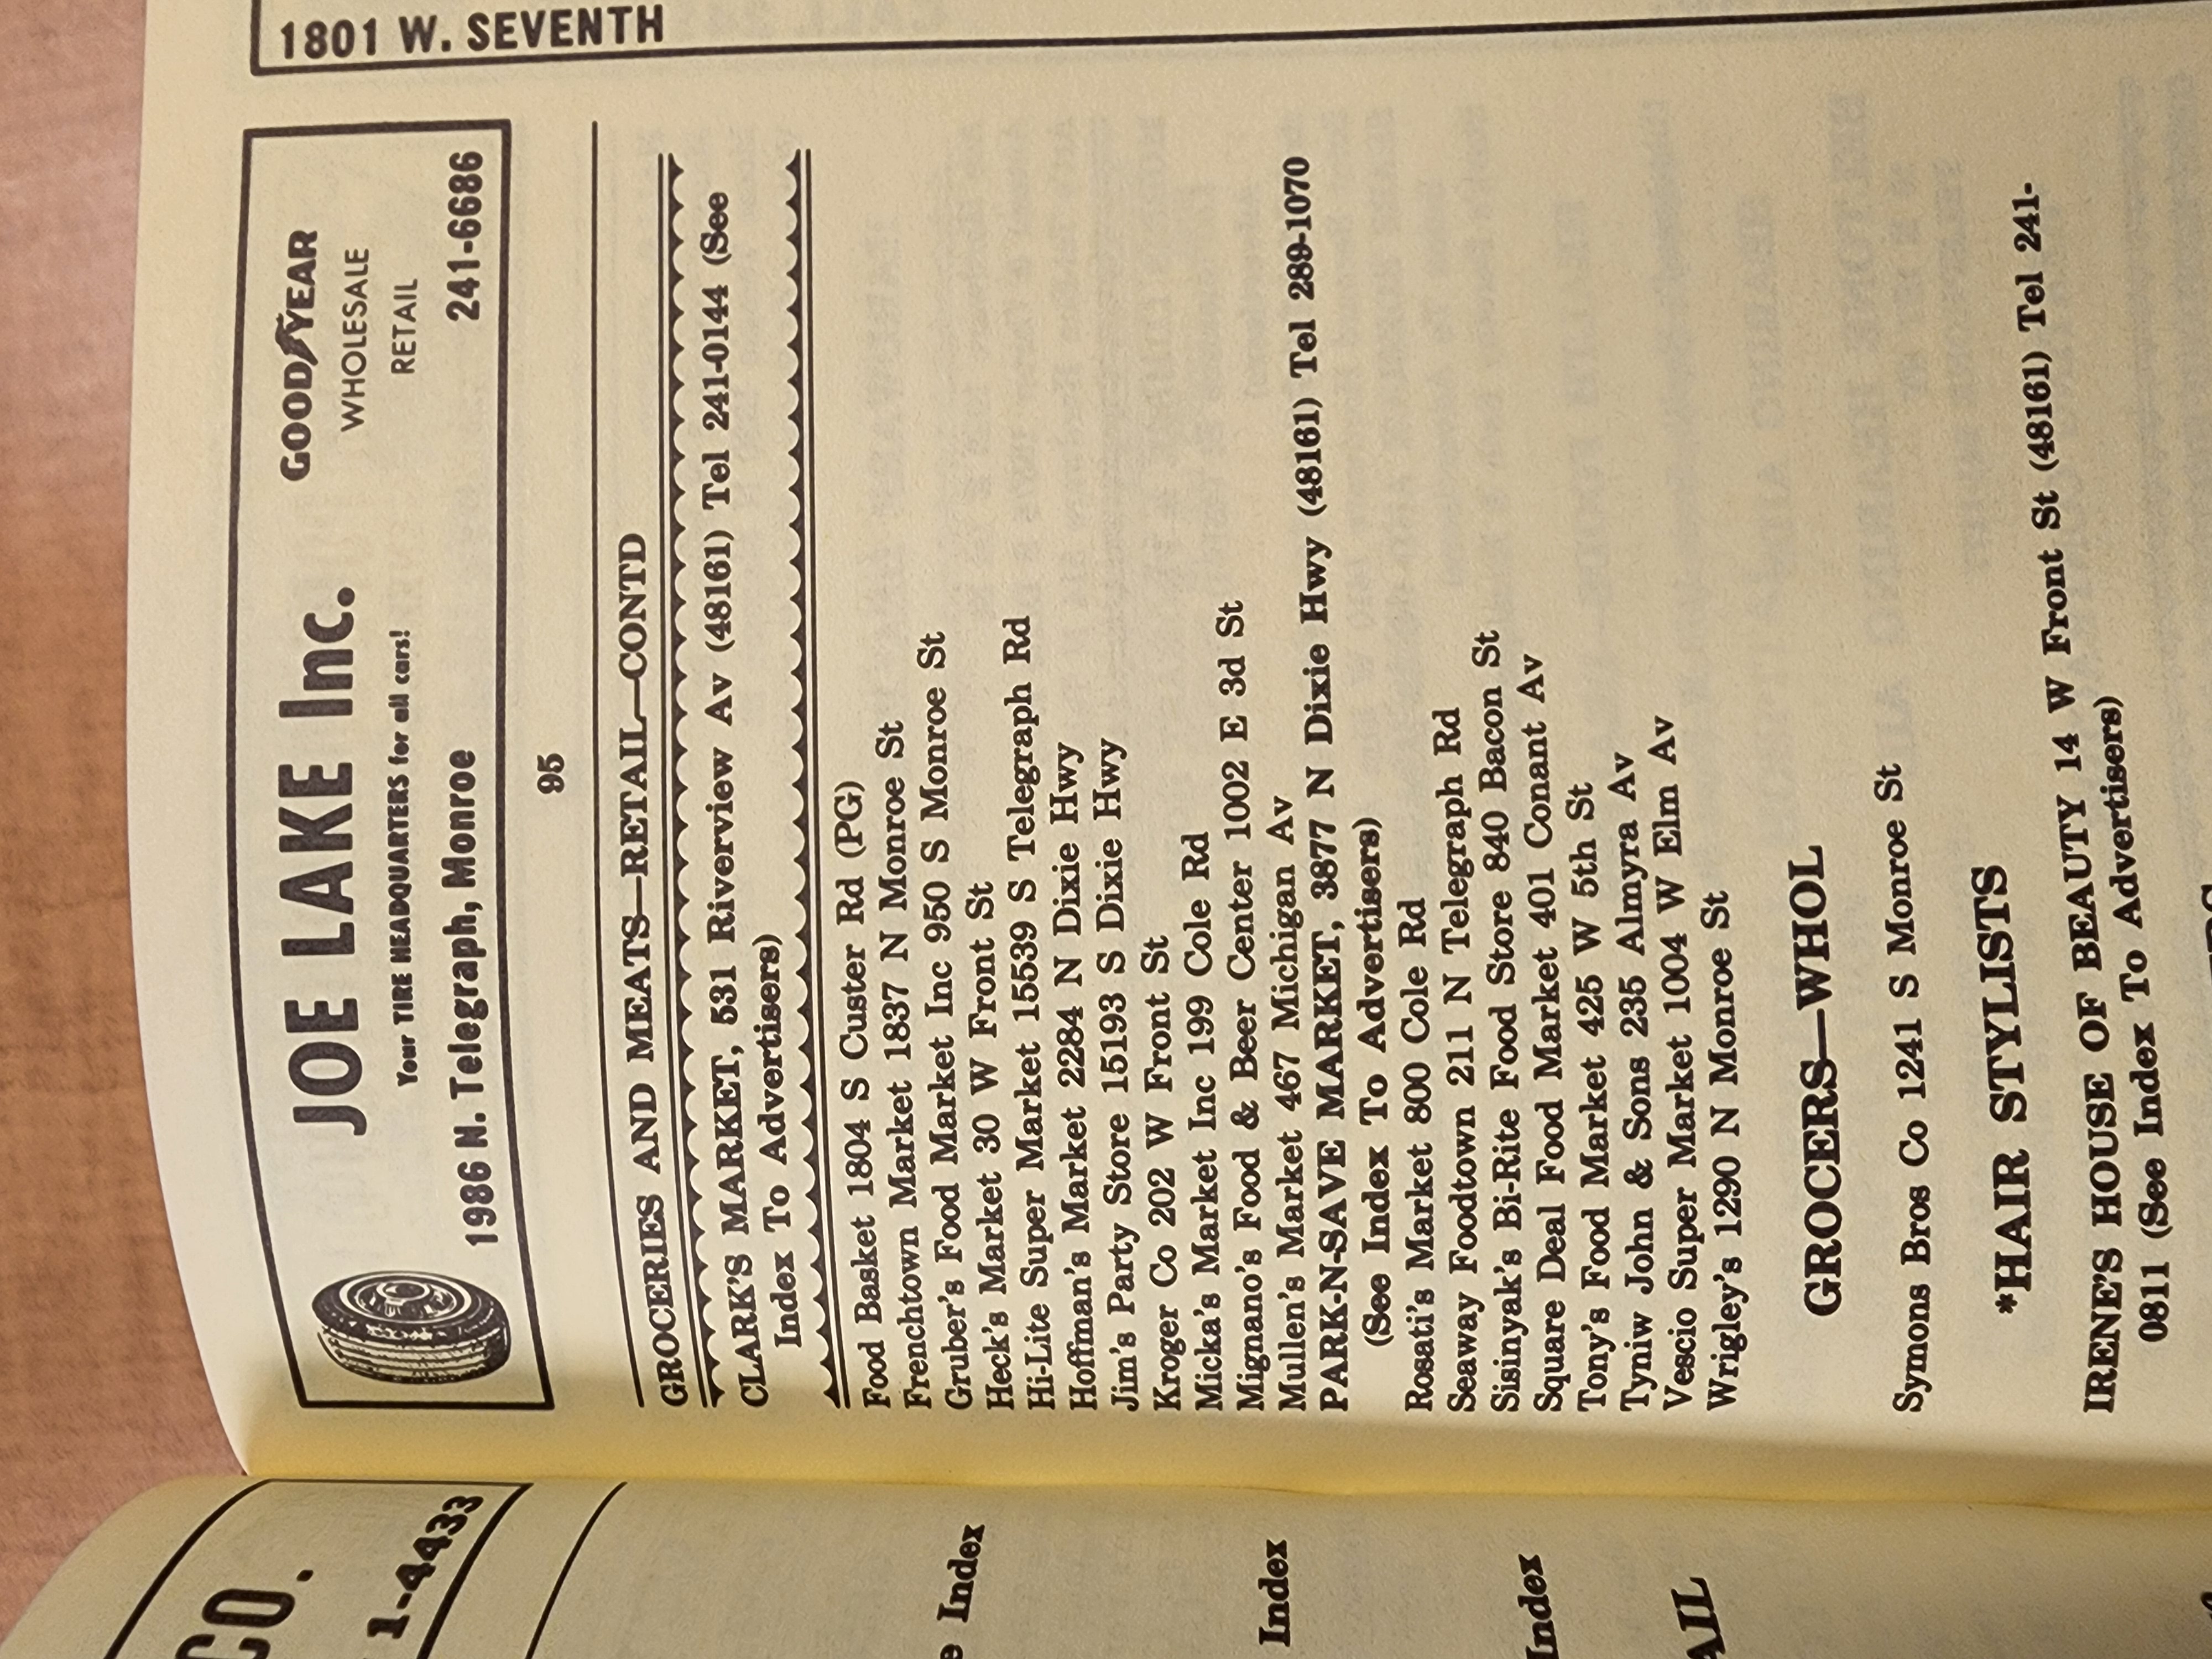 CO.
1-4433
Index
Index
Index
AIL
JOE LAKE Inc.
Your TIRE HEADQUARTERS for all cars!
1986 N. Telegraph, Monroe
GOODYEAR
WHOLESALE
RETAIL
241-6686
1801 W. SEVENTH
95
GROCERIES AND MEATS—RETAIL—CONTD
CLARK'S MARKET, 531 Riverview Av (48161) Tel 241-0144 (See
Index To Advertisers)
Food Basket 1804 S Custer Rd (PG)
Frenchtown Market 1837 N Monroe St
Gruber's Food Market Inc 950 S Monroe St
Heck's Market 30 W Front St
Hi-Lite Super Market 15539 S Telegraph Rd
Hoffman's Market 2284 N Dixie Hwy
Jim's Party Store 15193 S Dixie Hwy
Kroger Co 202 W Front St
Micka's Market Inc 199 Cole Rd
Mignano's Food & Beer Center 1002 E 3d St
Mullen's Market 467 Michigan Av
PARK-N-SAVE MARKET, 3877 N Dixie Hwy (48161) Tel 289-1070
(See Index To Advertisers)
Rosati's Market 800 Cole Rd
Seaway Foodtown 211 N Telegraph Rd
Sisinyak's Bi-Rite Food Store 840 Bacon St
Square Deal Food Market 401 Conant Av
Tony's Food Market 425 W 5th St
Tyniw John & Sons 235 Almyra Av
Vescio Super Market 1004 W Elm Av
Wrigley's 1290 N Monroe St
GROCERS—WHOL
Symons Bros Co 1241 S Monroe St
*HAIR STYLISTS
IRENE'S HOUSE OF BEAUTY 14 W Front St (48161) Tel 241-
0811 (See Index To Advertisers)